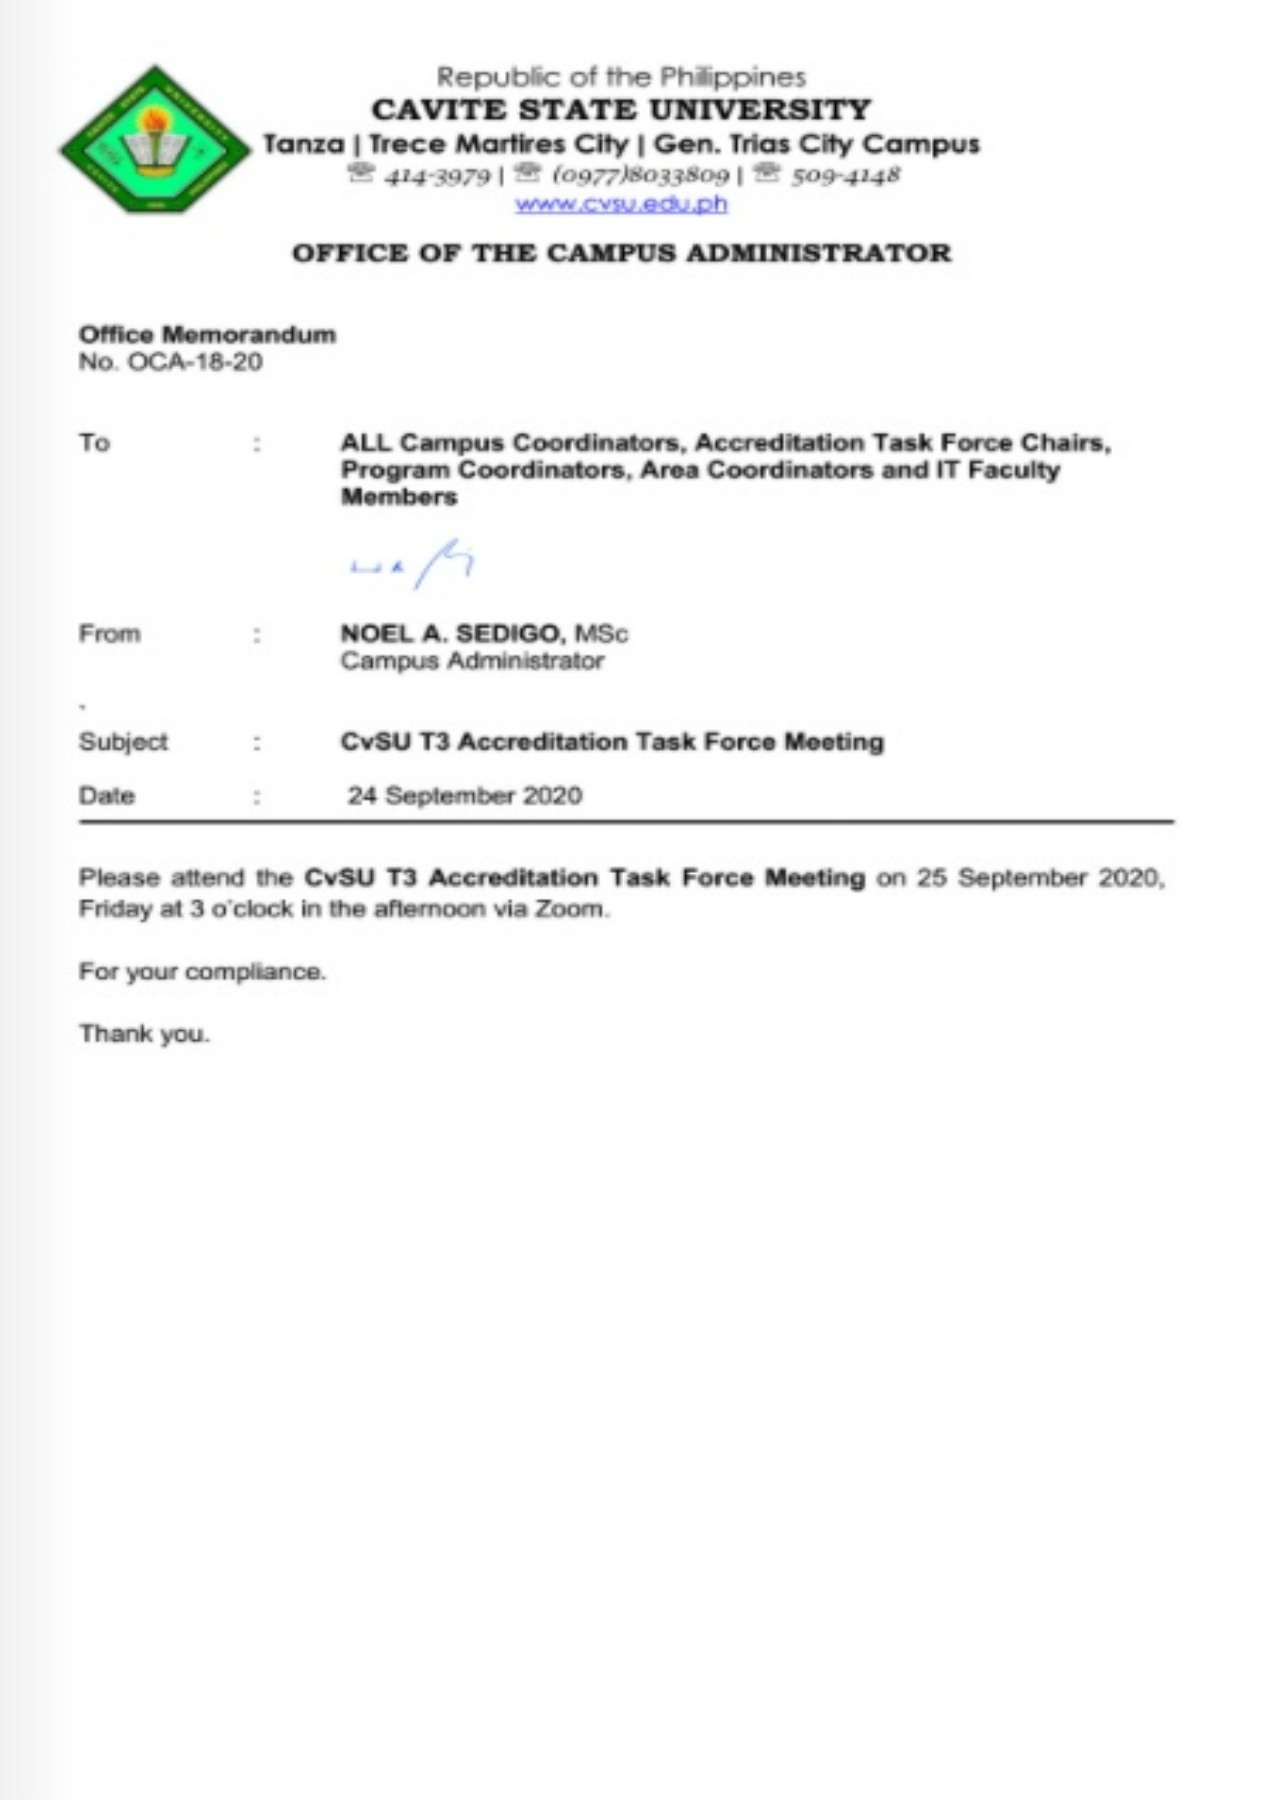 Republic of the Philippines
CAVITE STATE UNIVERSITY
Tanza | Trece Martires City | Gen. Trias City Campus
☏ 414-3979 | ☏ (0977)8033809 | ☏ 509-4148
www.cvsu.edu.ph
OFFICE OF THE CAMPUS ADMINISTRATOR
Office Memorandum
No. OCA-18-20
To : ALL Campus Coordinators, Accreditation Task Force Chairs,
Program Coordinators, Area Coordinators and IT Faculty
Members
From : NOEL A. SEDIGO, MSc
Campus Administrator
.
Subject : CvSU T3 Accreditation Task Force Meeting
Date : 24 September 2020
Please attend the CvSU T3 Accreditation Task Force Meeting on 25 September 2020,
Friday at 3 o'clock in the afternoon via Zoom.
For your compliance.
Thank you.